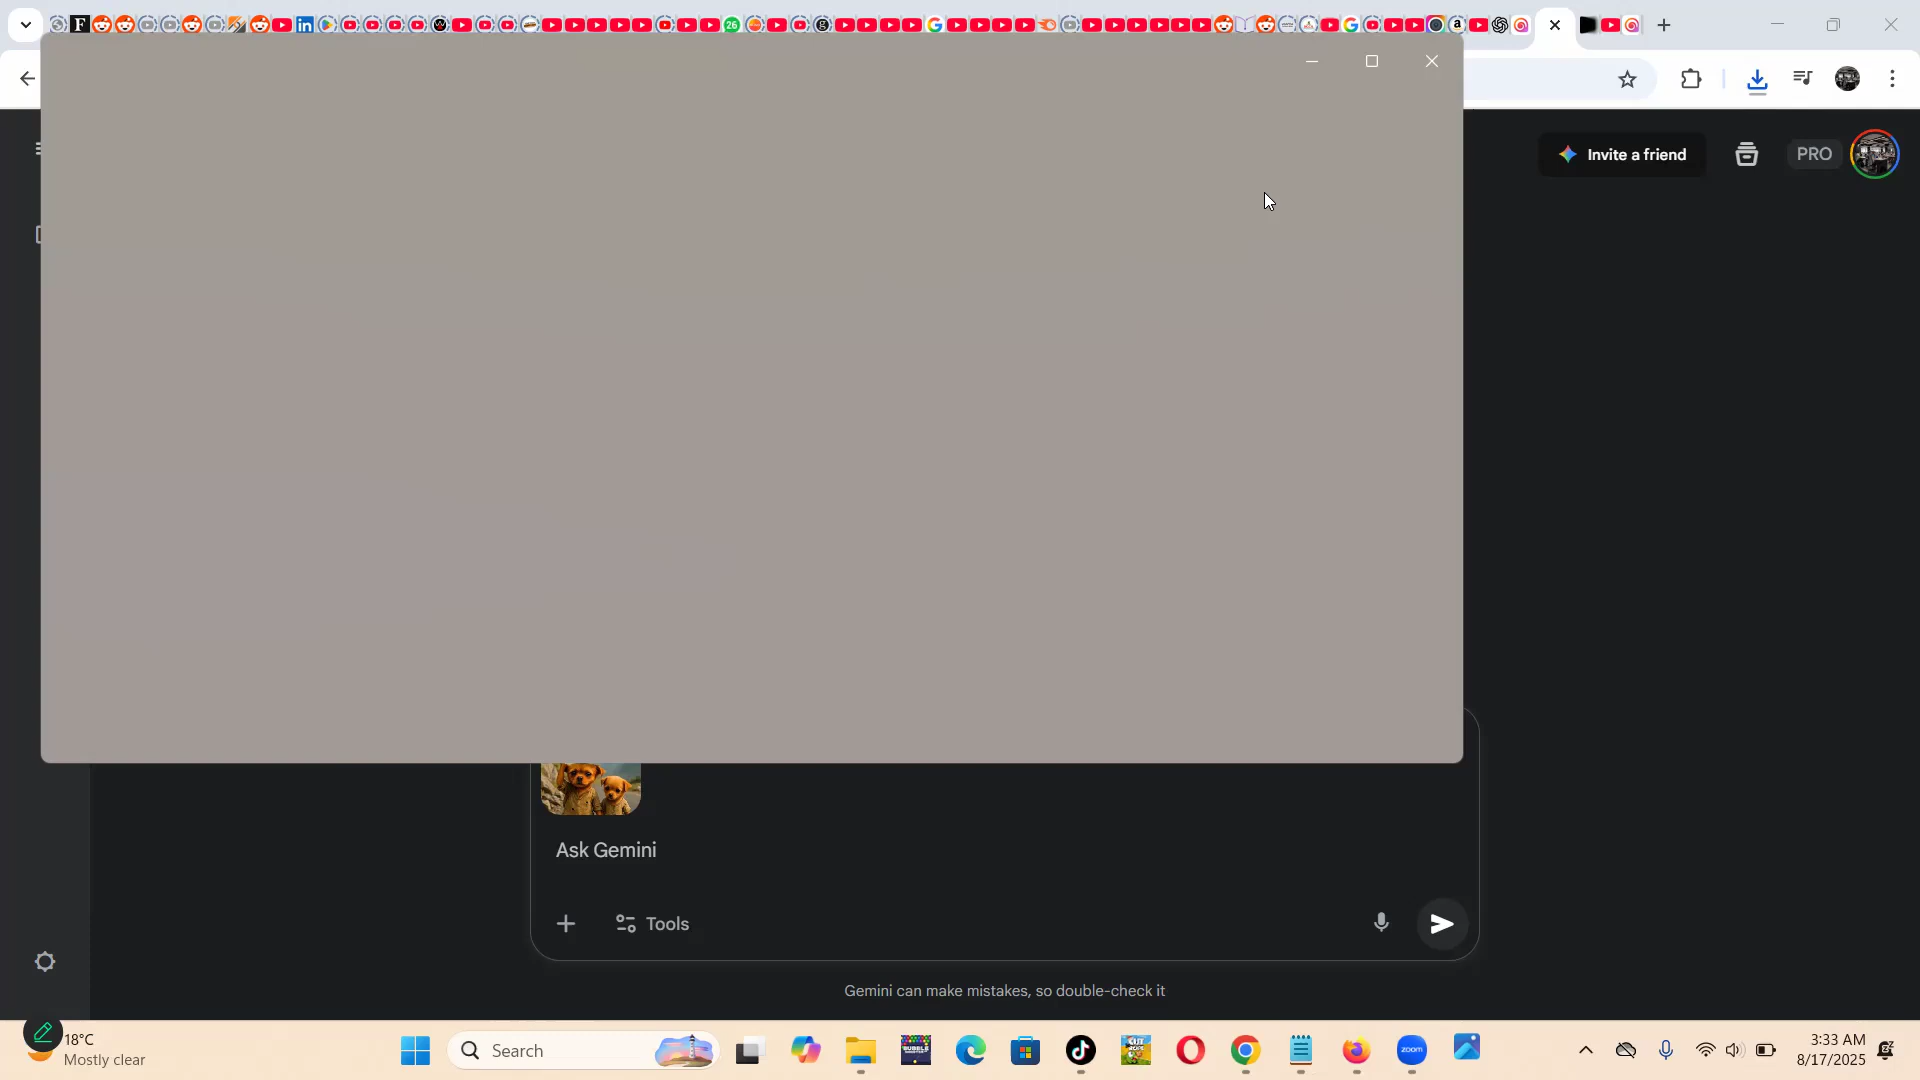 Invite a friend
PRO
Ask Gemini
Tools
Gemini can make mistakes, so double-check it
18°C
Mostly clear
Search
zoom
3:33 AM
8/17/2025